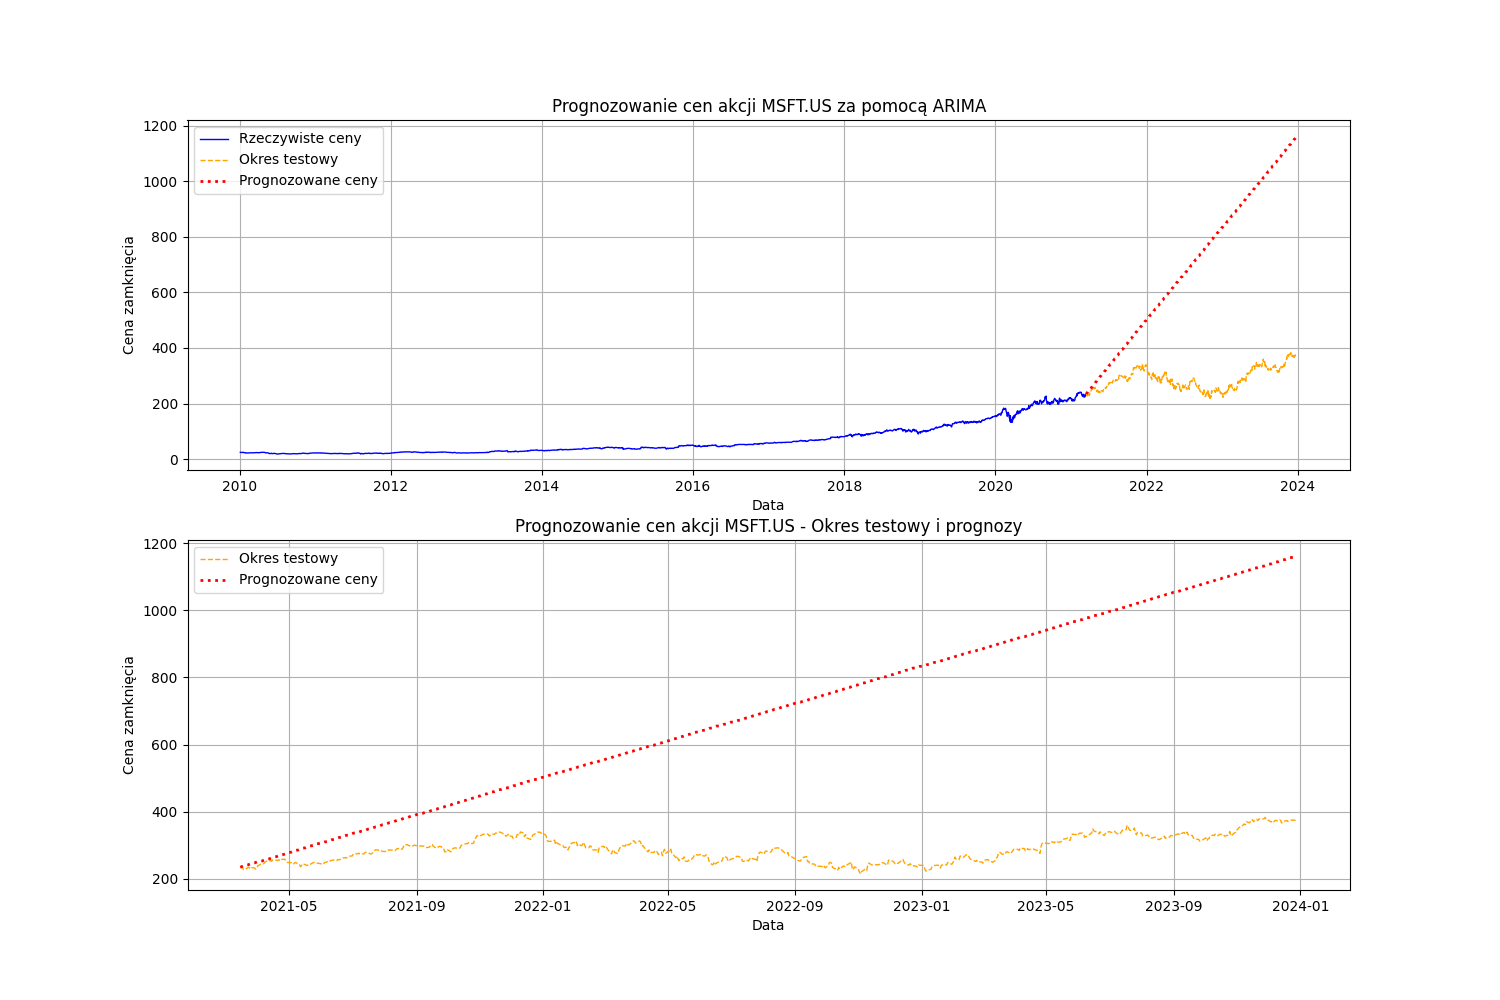 Prognozowanie cen akcji MSFT.US za pomocą ARIMA
Rzeczywiste ceny
Okres testowy
Prognozowane ceny
Cena zamknięcia
1200
1000
800
600
400
200
0
2010 2012 2014 2016 2018 2020 2022 2024
Data
Prognozowanie cen akcji MSFT.US - Okres testowy i prognozy
Okres testowy
Prognozowane ceny
Cena zamknięcia
1200
1000
800
600
400
200
2021-05 2021-09 2022-01 2022-05 2022-09 2023-01 2023-05 2023-09 2024-01
Data